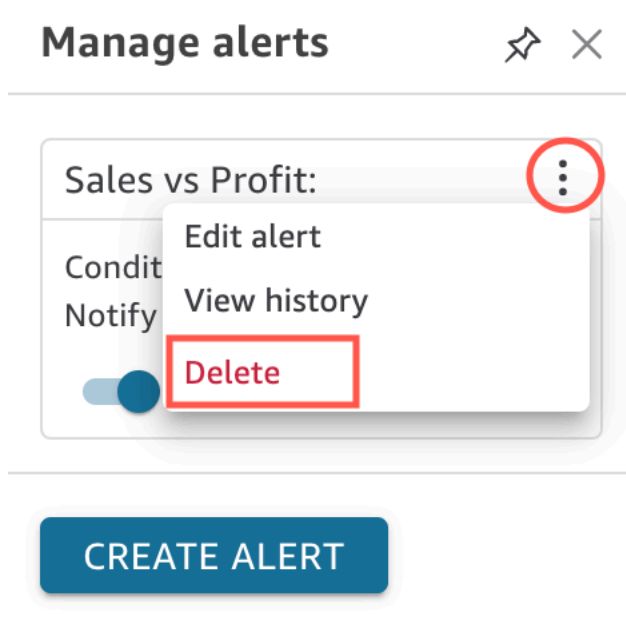 Manage alerts
Sales vs Profit:
Edit alert
Condit
View history
Notify
Delete
CREATE ALERT